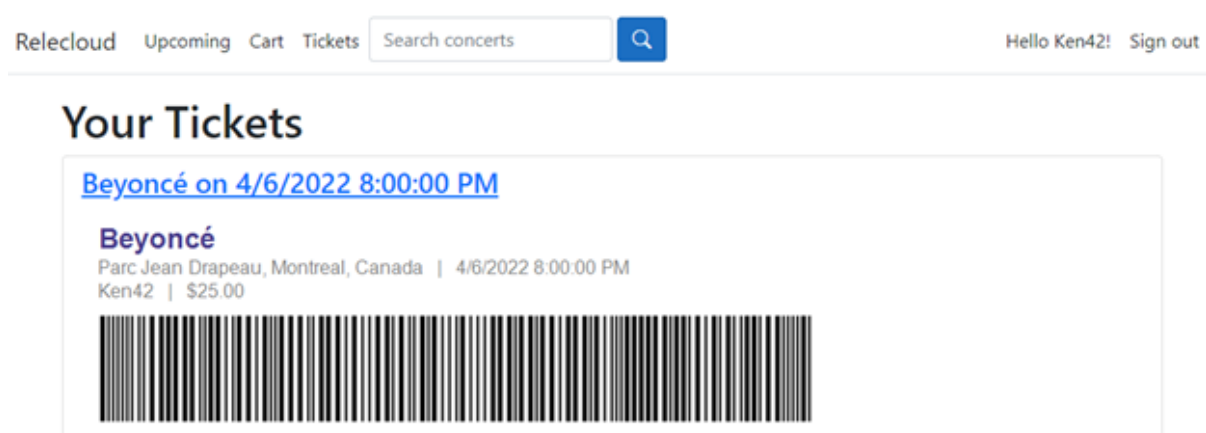 Relecloud Upcoming Cart Tickets Search concerts Hello Ken42! Sign out
Your Tickets
Beyoncé on 4/6/2022 8:00:00 PM
Beyoncé
Parc Jean Drapeau, Montreal, Canada | 4/6/2022 8:00:00 PM
Ken42 | $25.00